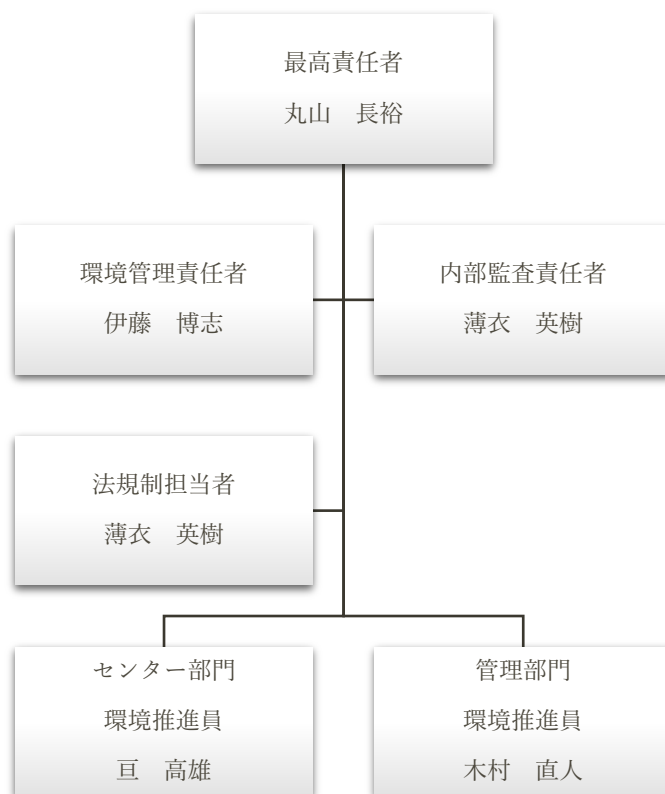 最高責任者
丸山　長裕
環境管理責任者
伊藤　博志
内部監査責任者
薄衣　英樹
法規制担当者
薄衣　英樹
センター部門
環境推進員
亘　高雄
管理部門
環境推進員
木村　直人